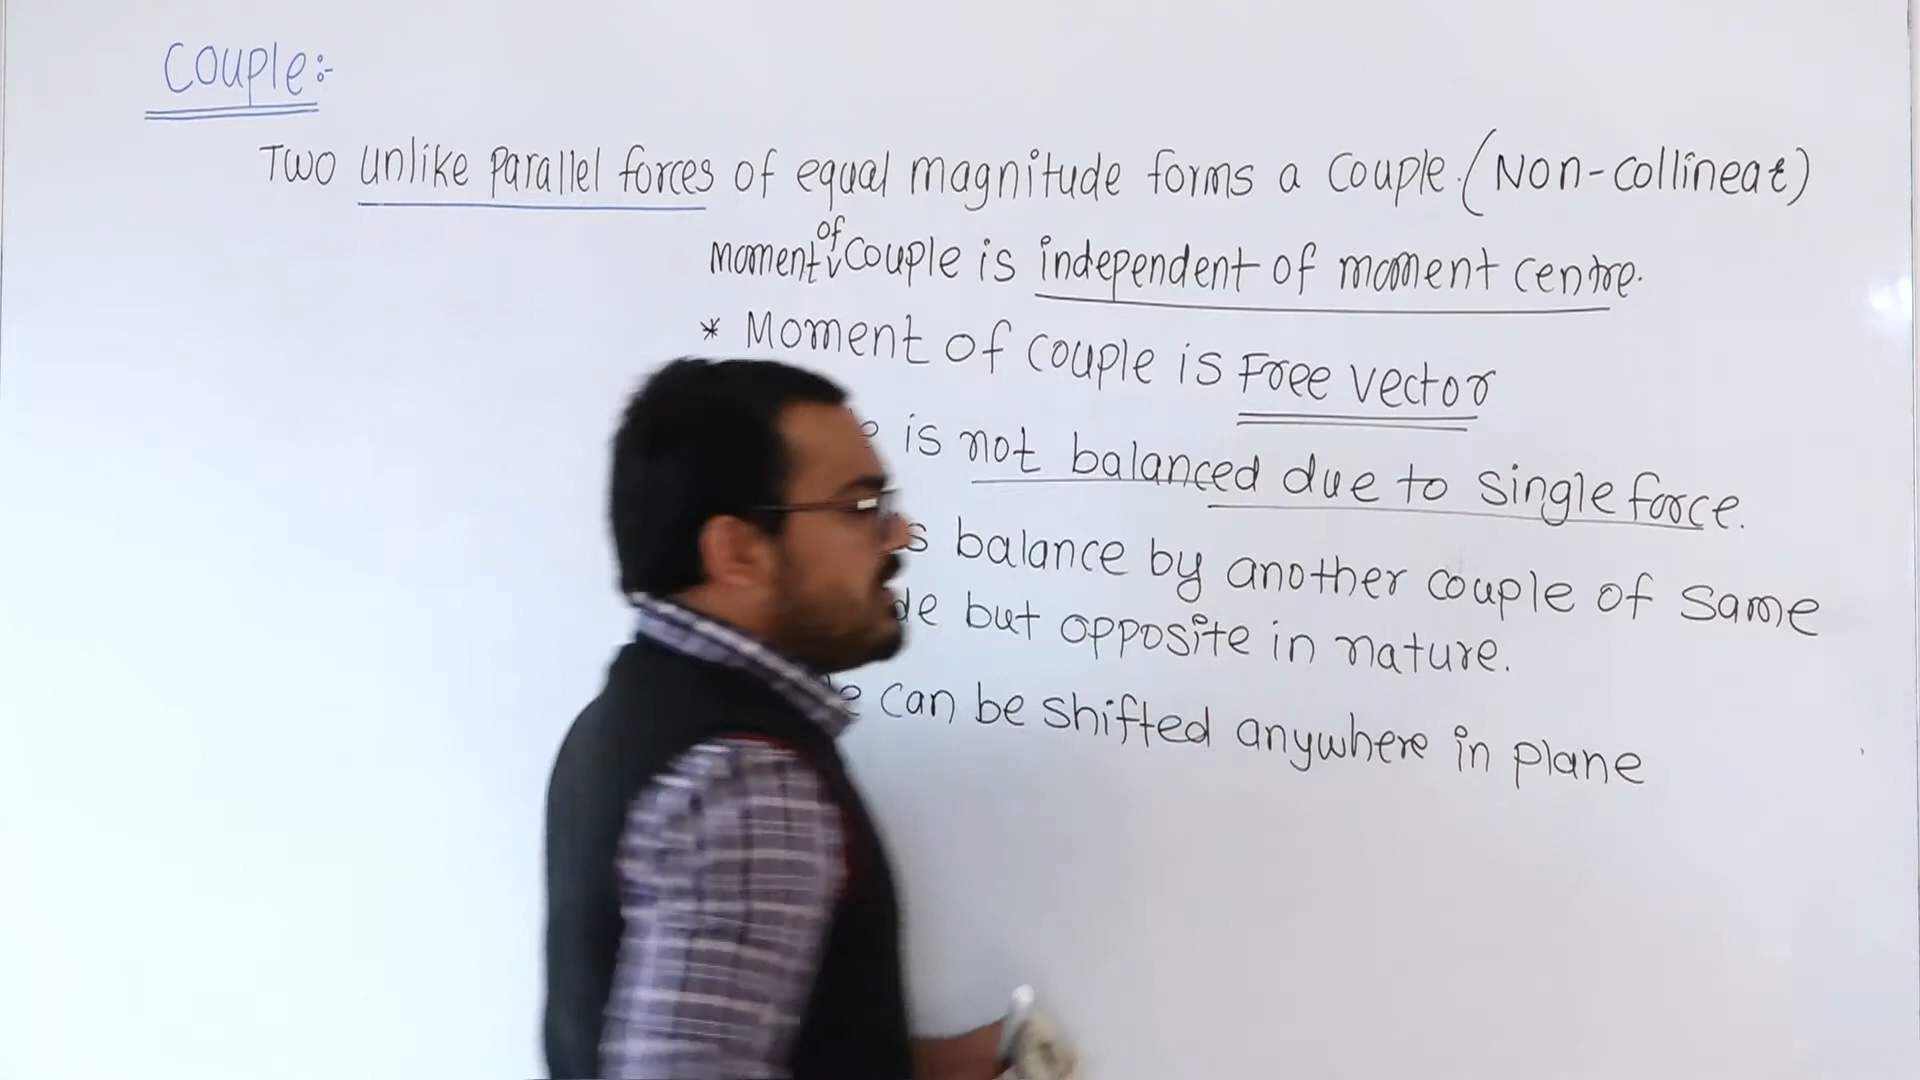 Couple:-
Two unlike parallel forces of equal magnitude forms a couple. (Non-collineat)
moment of couple is independent of moment centre.
* Moment of couple is Free vector
is not balanced due to single force.
balance by another couple of same
but opposite in nature.
can be shifted anywhere in plane